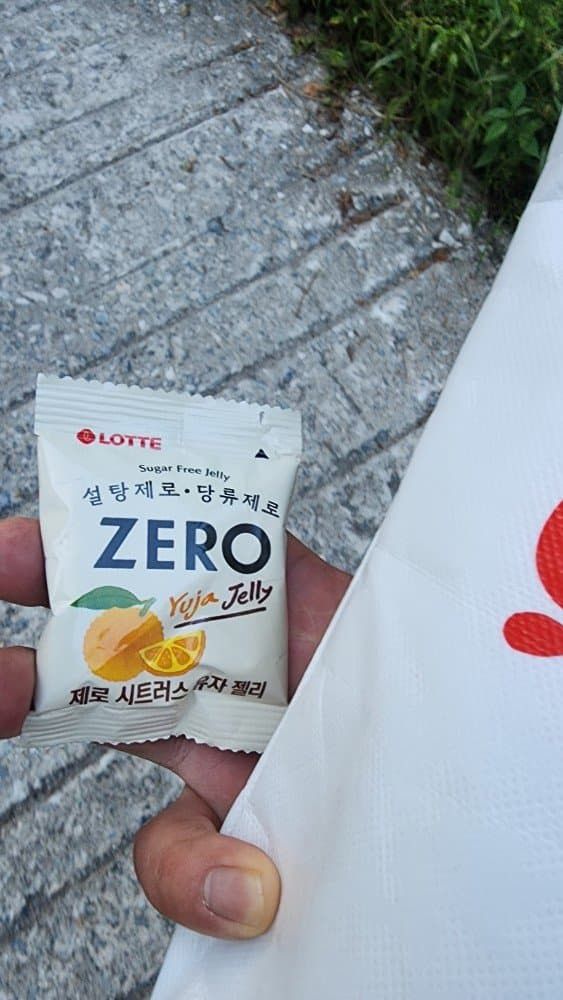 LOTTE
Sugar Free Jelly
설탕제로·당류제로
ZERO
Yuja Jelly
제로 시트러스 유자 젤리